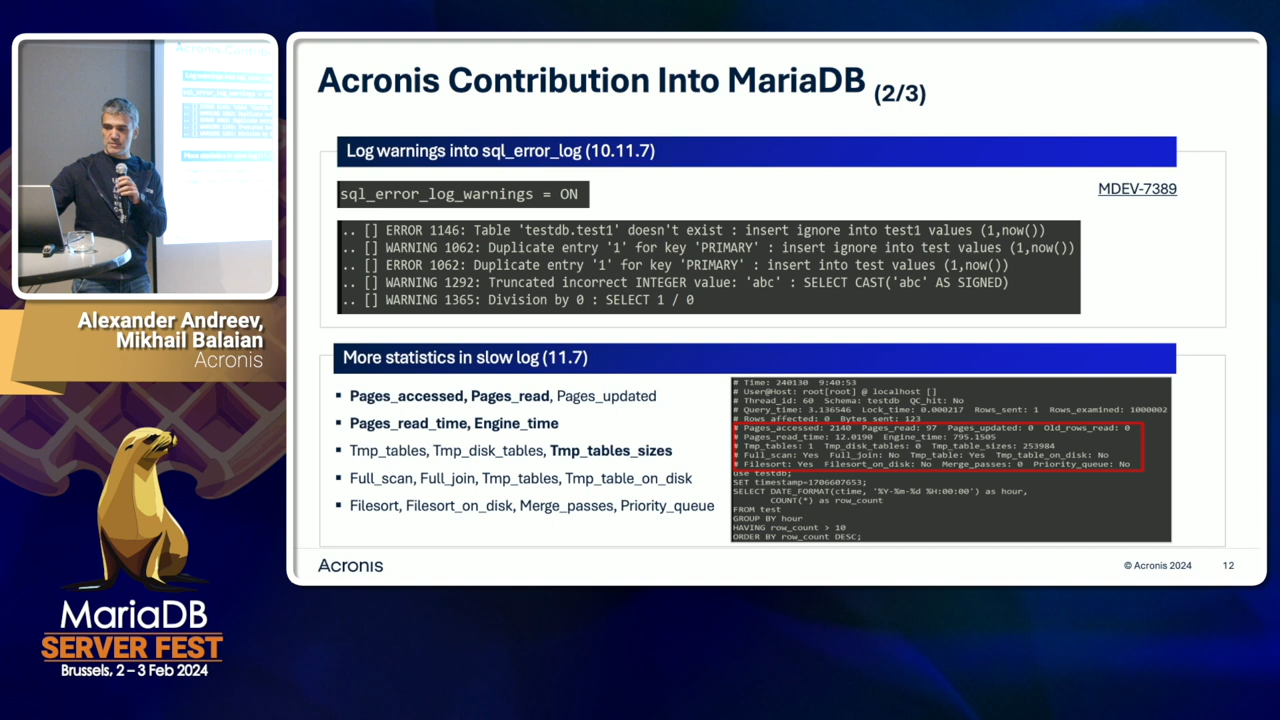 Acronis Contribution Into MariaDB (2/3)
Log warnings into sql_error_log (10.11.7)
sql_error_log_warnings = ON
MDEV-7389
.. [] ERROR 1146: Table 'testdb.test1' doesn't exist : insert ignore into test1 values (1,now())
.. [] WARNING 1062: Duplicate entry '1' for key 'PRIMARY' : insert ignore into test values (1,now())
.. [] ERROR 1062: Duplicate entry '1' for key 'PRIMARY' : insert into test values (1,now())
.. [] WARNING 1292: Truncated incorrect INTEGER value: 'abc' : SELECT CAST('abc' AS SIGNED)
.. [] WARNING 1365: Division by 0 : SELECT 1 / 0
More statistics in slow log (11.7)
▪ Pages_accessed, Pages_read, Pages_updated
▪ Pages_read_time, Engine_time
▪ Tmp_tables, Tmp_disk_tables, Tmp_tables_sizes
▪ Full_scan, Full_join, Tmp_tables, Tmp_table_on_disk
▪ Filesort, Filesort_on_disk, Merge_passes, Priority_queue
# Time: 240130 9:40:53
# User@Host: root[root] @ localhost []
# Thread_id: 60 Schema: testdb QC_hit: No
# Query_time: 3.136546 Lock_time: 0.000217 Rows_sent: 1 Rows_examined: 1000002
# Rows affected: 0 Bytes sent: 123
# Pages_accessed: 2140 Pages_read: 97 Pages_updated: 0 Old_rows_read: 0
# Pages_read_time: 12.0190 Engine_time: 795.1505
# Tmp_tables: 1 Tmp_disk_tables: 0 Tmp_table_sizes: 253984
# Full_scan: Yes Full_join: No Tmp_table: Yes Tmp_table_on_disk: No
# Filesort: Yes Filesort_on_disk: No Merge_passes: 0 Priority_queue: No
use testdb;
SET timestamp=1706607653;
SELECT DATE_FORMAT(ctime, '%Y-%m-%d %H:00:00') as hour,
COUNT(*) as row_count
FROM test
GROUP BY hour
HAVING row_count > 10
ORDER BY row_count DESC;
Acronis
© Acronis 2024
12
Alexander Andreev,
Mikhail Balaian
Acronis
MariaDB
SERVER FEST
Brussels, 2 – 3 Feb 2024